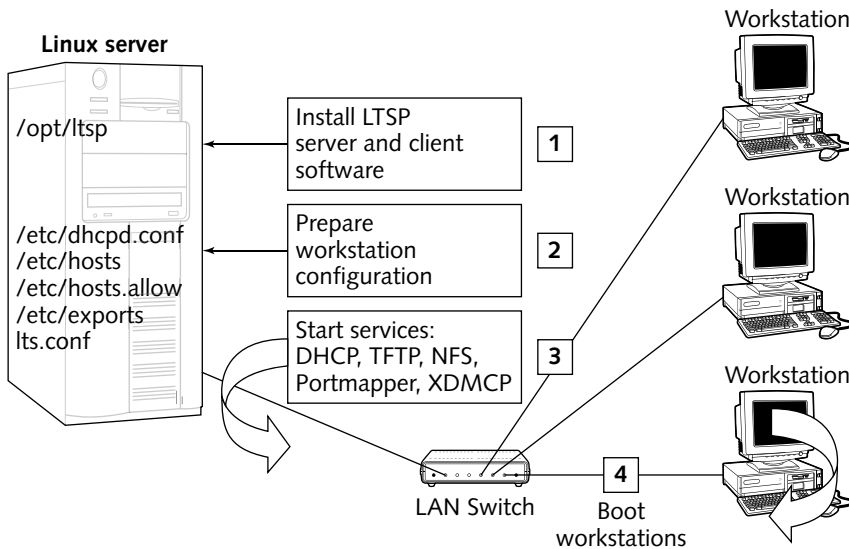 Linux server
/opt/ltsp
/etc/dhcpd.conf
/etc/hosts
/etc/hosts.allow
/etc/exports
lts.conf
Install LTSP
server and client
software
1
Prepare
workstation
configuration
2
Start services:
DHCP, TFTP, NFS,
Portmapper, XDMCP
3
LAN Switch
4
Boot
workstations
Workstation
Workstation
Workstation